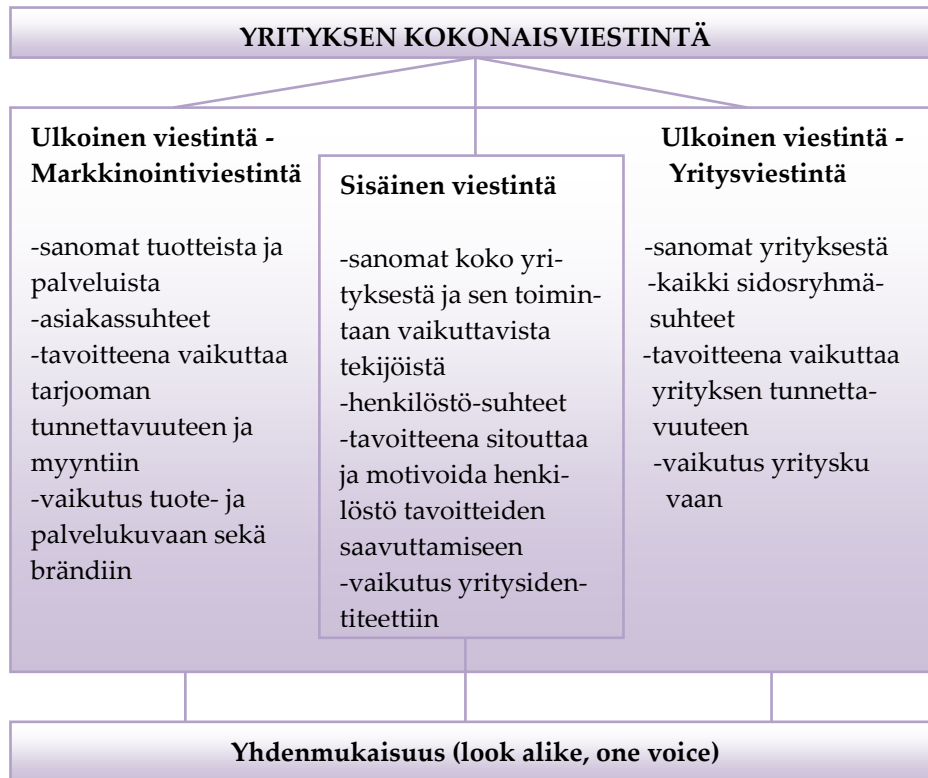 YRITYKSEN KOKONAISVIESTINTÄ
Ulkoinen viestintä -
Markkinointiviestintä
-sanomat tuotteista ja
palveluista
-asiakassuhteet
-tavoitteena vaikuttaa
tarjooman
tunnettavuuteen ja
myyntiin
-vaikutus tuote- ja
palvelukuvaan sekä
brändiin
Sisäinen viestintä
-sanomat koko yri-
tyksestä ja sen toimin-
taan vaikuttavista
tekijöistä
-henkilöstö-suhteet
-tavoitteena sitouttaa
ja motivoida henki-
löstö tavoitteiden
saavuttamiseen
-vaikutus yritysiden-
titeettiin
Ulkoinen viestintä -
Yritysviestintä
-sanomat yrityksestä
-kaikki sidosryhmä-
suhteet
-tavoitteena vaikuttaa
yrityksen tunnetta-
vuuteen
-vaikutus yritysku
vaan
Yhdenmukaisuus (look alike, one voice)